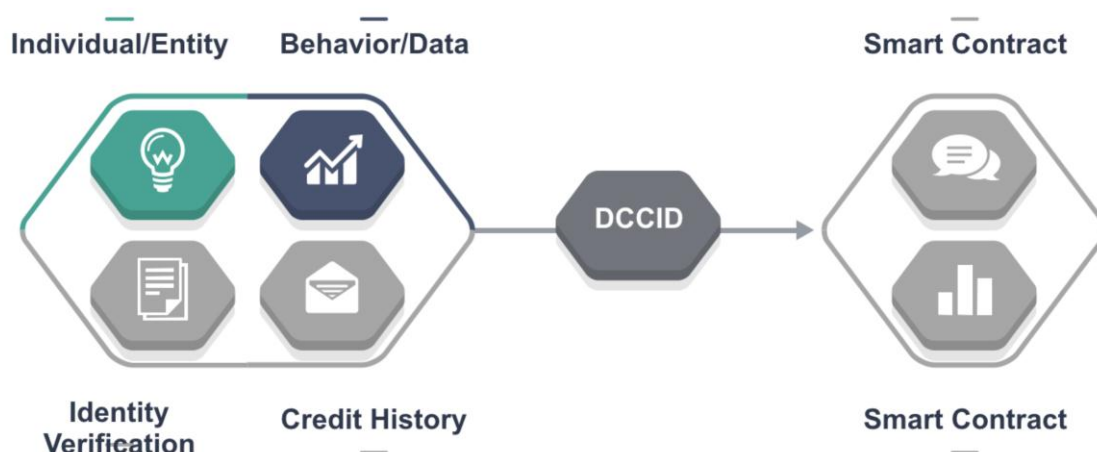 Individual/Entity
Behavior/Data
Smart Contract
DCCID
Identity
Verification
Credit History
Smart Contract